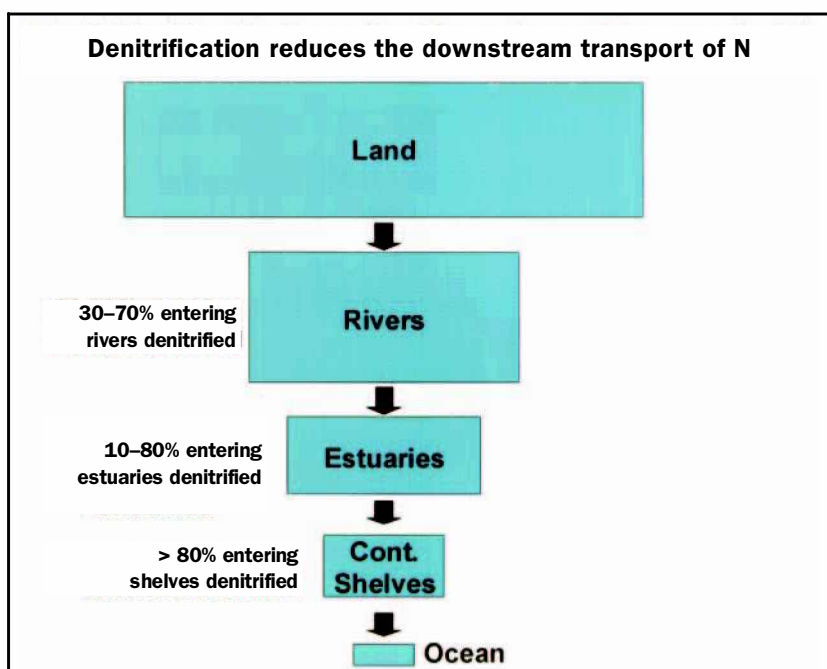 Denitrification reduces the downstream transport of N
Land
30–70% entering
rivers denitrified
Rivers
10–80% entering
estuaries denitrified
Estuaries
> 80% entering
shelves denitrified
Cont.
Shelves
Ocean